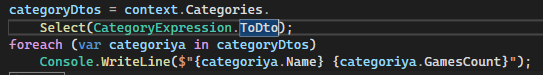 categoryDtos = context.Categories.
Select(CategoryExpression.ToDto);
foreach (var categoriya in categoryDtos)
Console.WriteLine($"{categoriya.Name} {categoriya.GamesCount}");